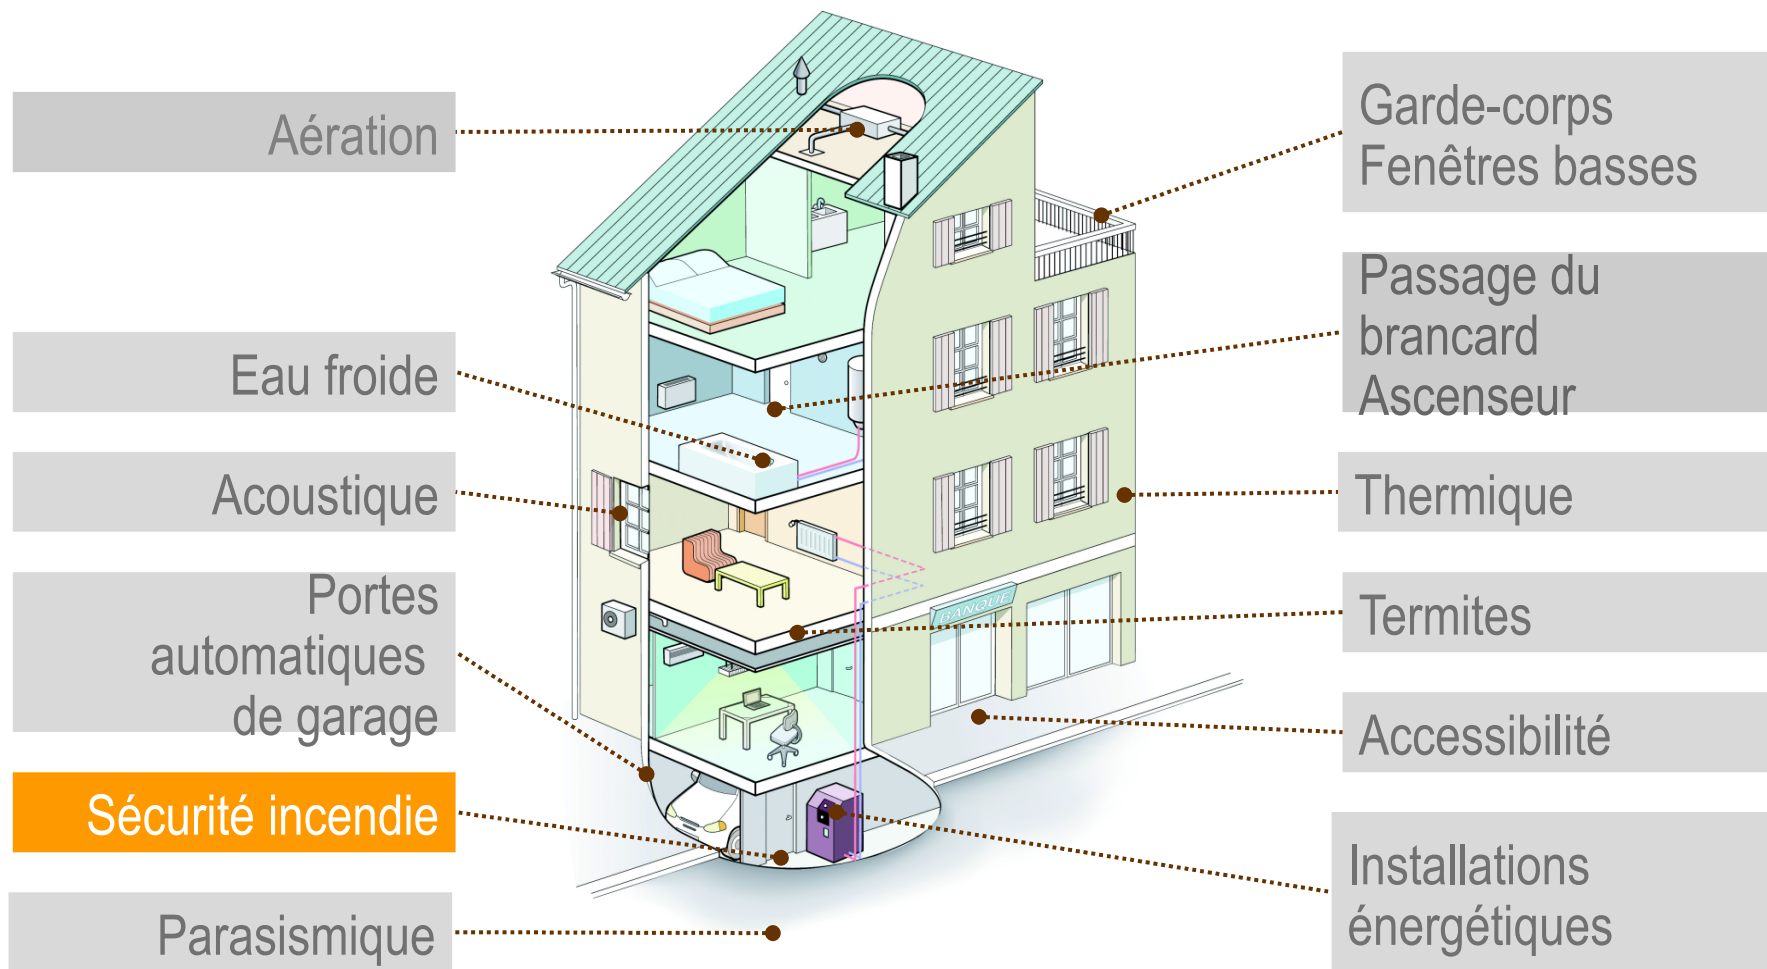 Aération
Eau froide
Acoustique
Portes
automatiques
de garage
Sécurité incendie
Parasismique
Garde-corps
Fenêtres basses
Passage du
brancard
Ascenseur
Thermique
Termites
Accessibilité
Installations
énergétiques
BANQUE